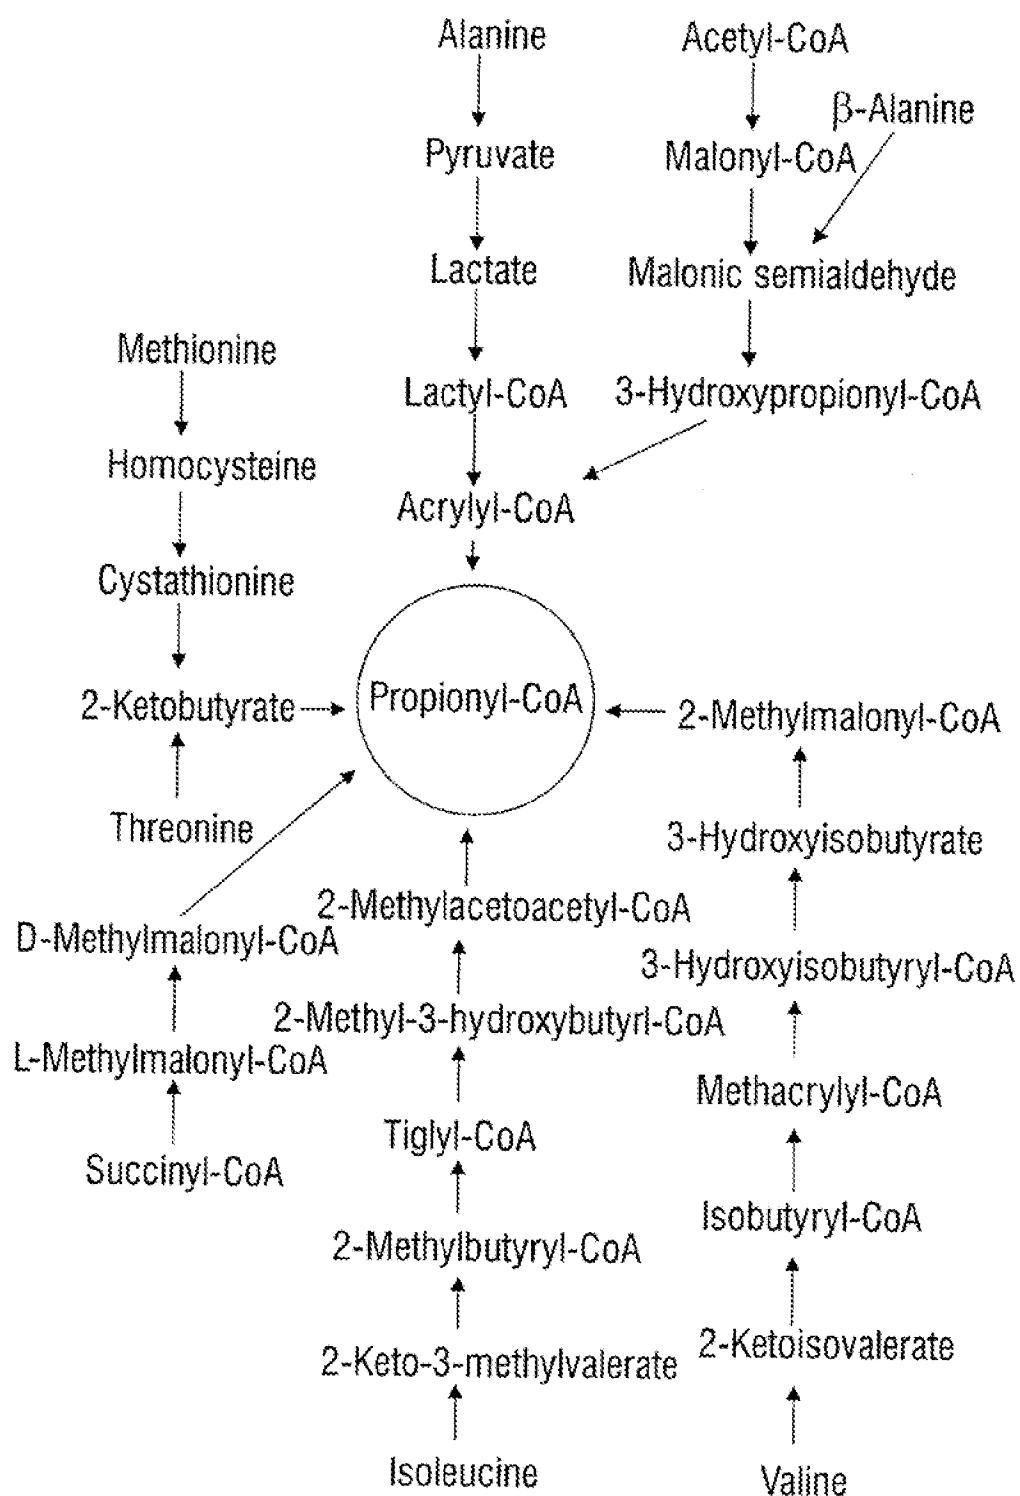 Alanine
Acetyl-CoA
β-Alanine
Pyruvate
Malonyl-CoA
Lactate
Malonic semialdehyde
Methionine
Lactyl-CoA
3-Hydroxypropionyl-CoA
Homocysteine
Acrylyl-CoA
Cystathionine
2-Ketobutyrate
Propionyl-CoA
2-Methylmalonyl-CoA
Threonine
3-Hydroxyisobutyrate
2-Methylacetoacetyl-CoA
D-Methylmalonyl-CoA
3-Hydroxyisobutyryl-CoA
2-Methyl-3-hydroxybutyrl-CoA
L-Methylmalonyl-CoA
Methacrylyl-CoA
Tiglyl-CoA
Succinyl-CoA
Isobutyryl-CoA
2-Methylbutyryl-CoA
2-Ketoisovalerate
2-Keto-3-methylvalerate
Isoleucine
Valine